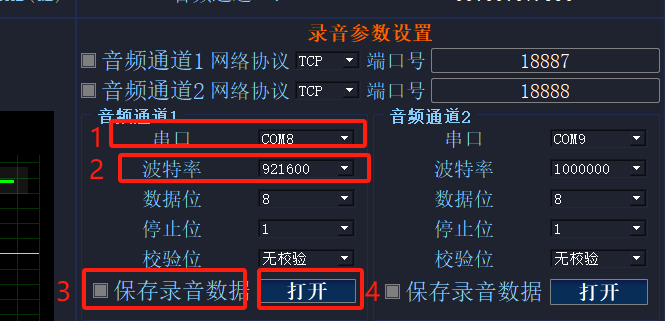 录音参数设置
音频通道1 网络协议 TCP 端口号 18887
音频通道2 网络协议 TCP 端口号 18888
音频通道1 音频通道2
1 串口 COM8 串口 COM9
2 波特率 921600 波特率 1000000
数据位 8 数据位 8
停止位 1 停止位 1
校验位 无校验 校验位 无校验
3 保存录音数据 打开 4 保存录音数据 打开